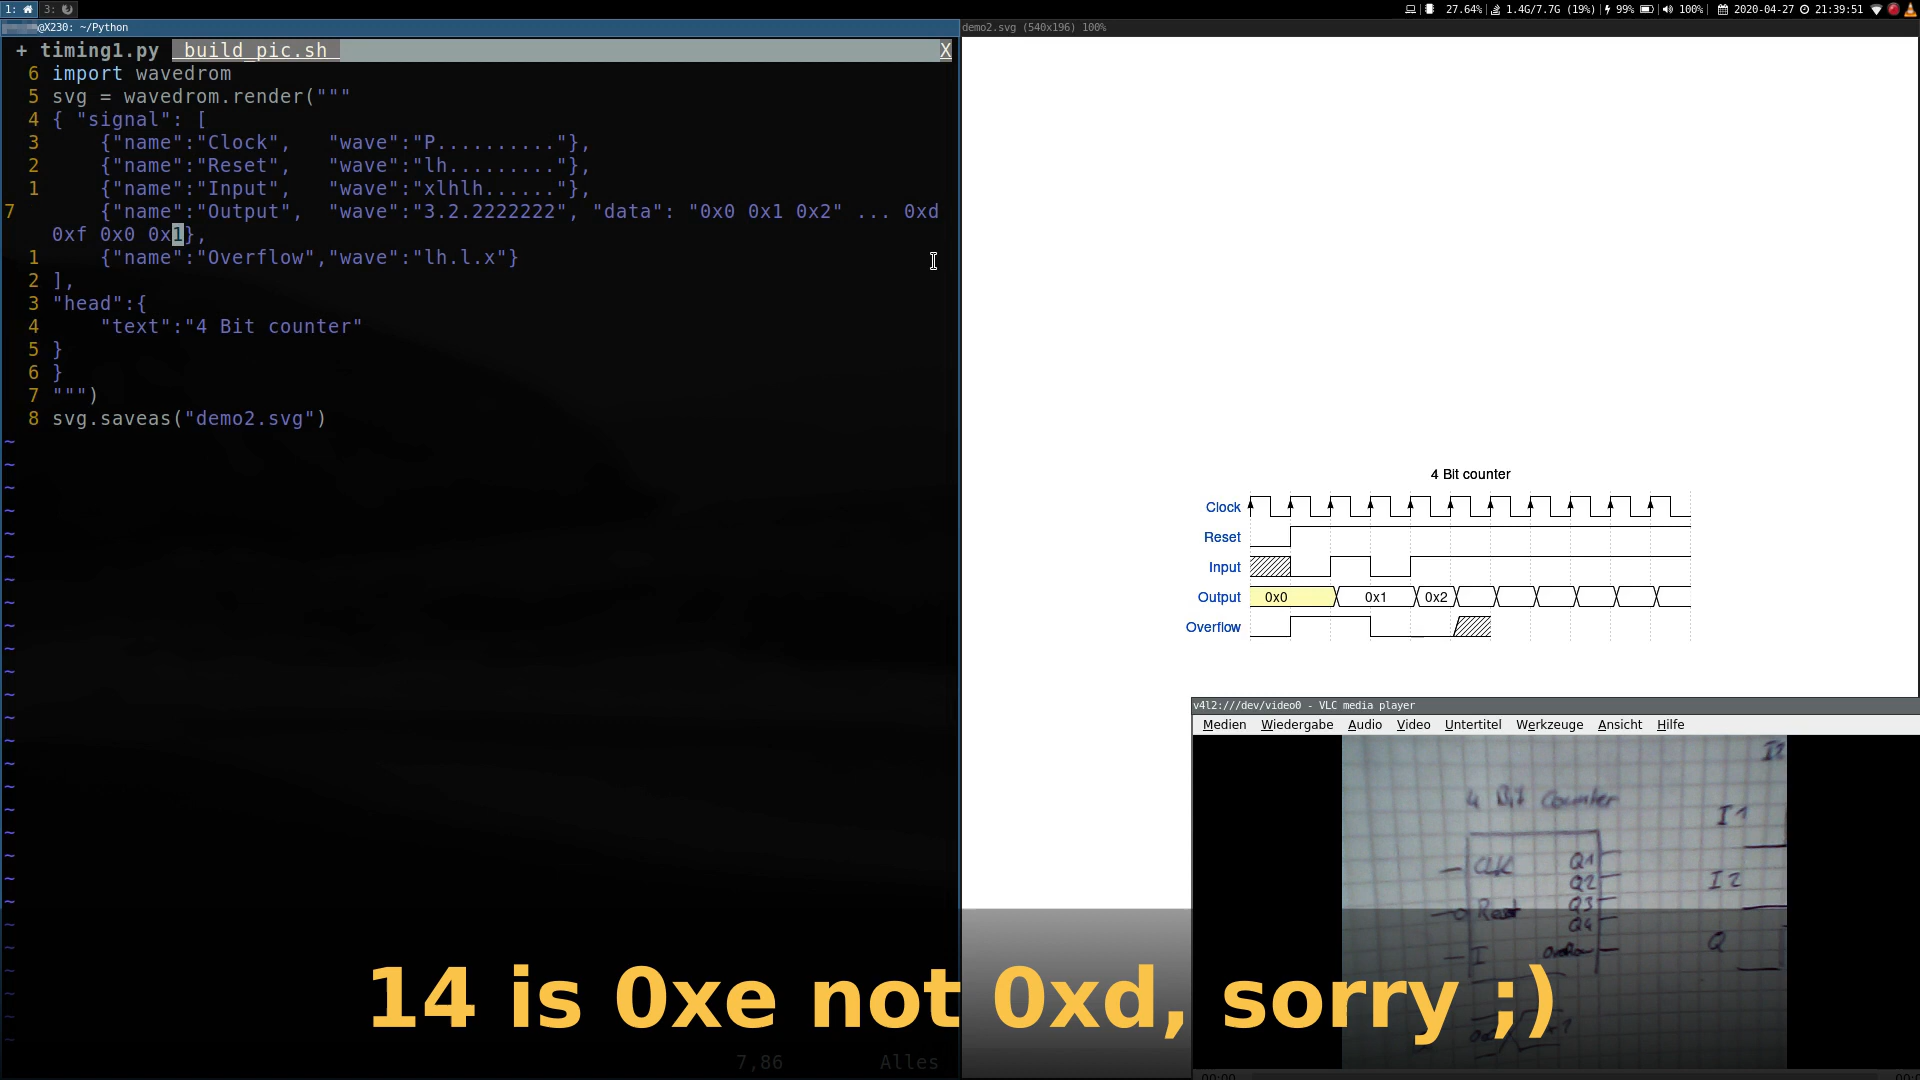 1: 3: 27.64% 1.4G/7.7G (19%) 99% 100% 2020-04-27 21:39:51
@X230: ~/Python
demo2.svg (540x196) 100%
+ timing1.py build_pic.sh X
6 import wavedrom
5 svg = wavedrom.render("""
4 { "signal": [
3 {"name":"Clock", "wave":"P.........."},
2 {"name":"Reset", "wave":"lh........."},
1 {"name":"Input", "wave":"xlhlh......"},
7 {"name":"Output", "wave":"3.2.2222222", "data": "0x0 0x1 0x2" ... 0xd
0xf 0x0 0x1},
1 {"name":"Overflow","wave":"lh.l.x"}
2 ],
3 "head":{
4 "text":"4 Bit counter"
5 }
6 }
7 """)
8 svg.saveas("demo2.svg")
4 Bit counter
Clock
Reset
Input
Output 0x0 0x1 0x2
Overflow
v4l2:///dev/video0 - VLC media player
Medien Wiedergabe Audio Video Untertitel Werkzeuge Ansicht Hilfe
I2
4 Bit Counter
I1
CLK Q1
Q2 I2
Reset Q3
Q4
I Q
14 is 0xe not 0xd, sorry ;)
7,86 Alles